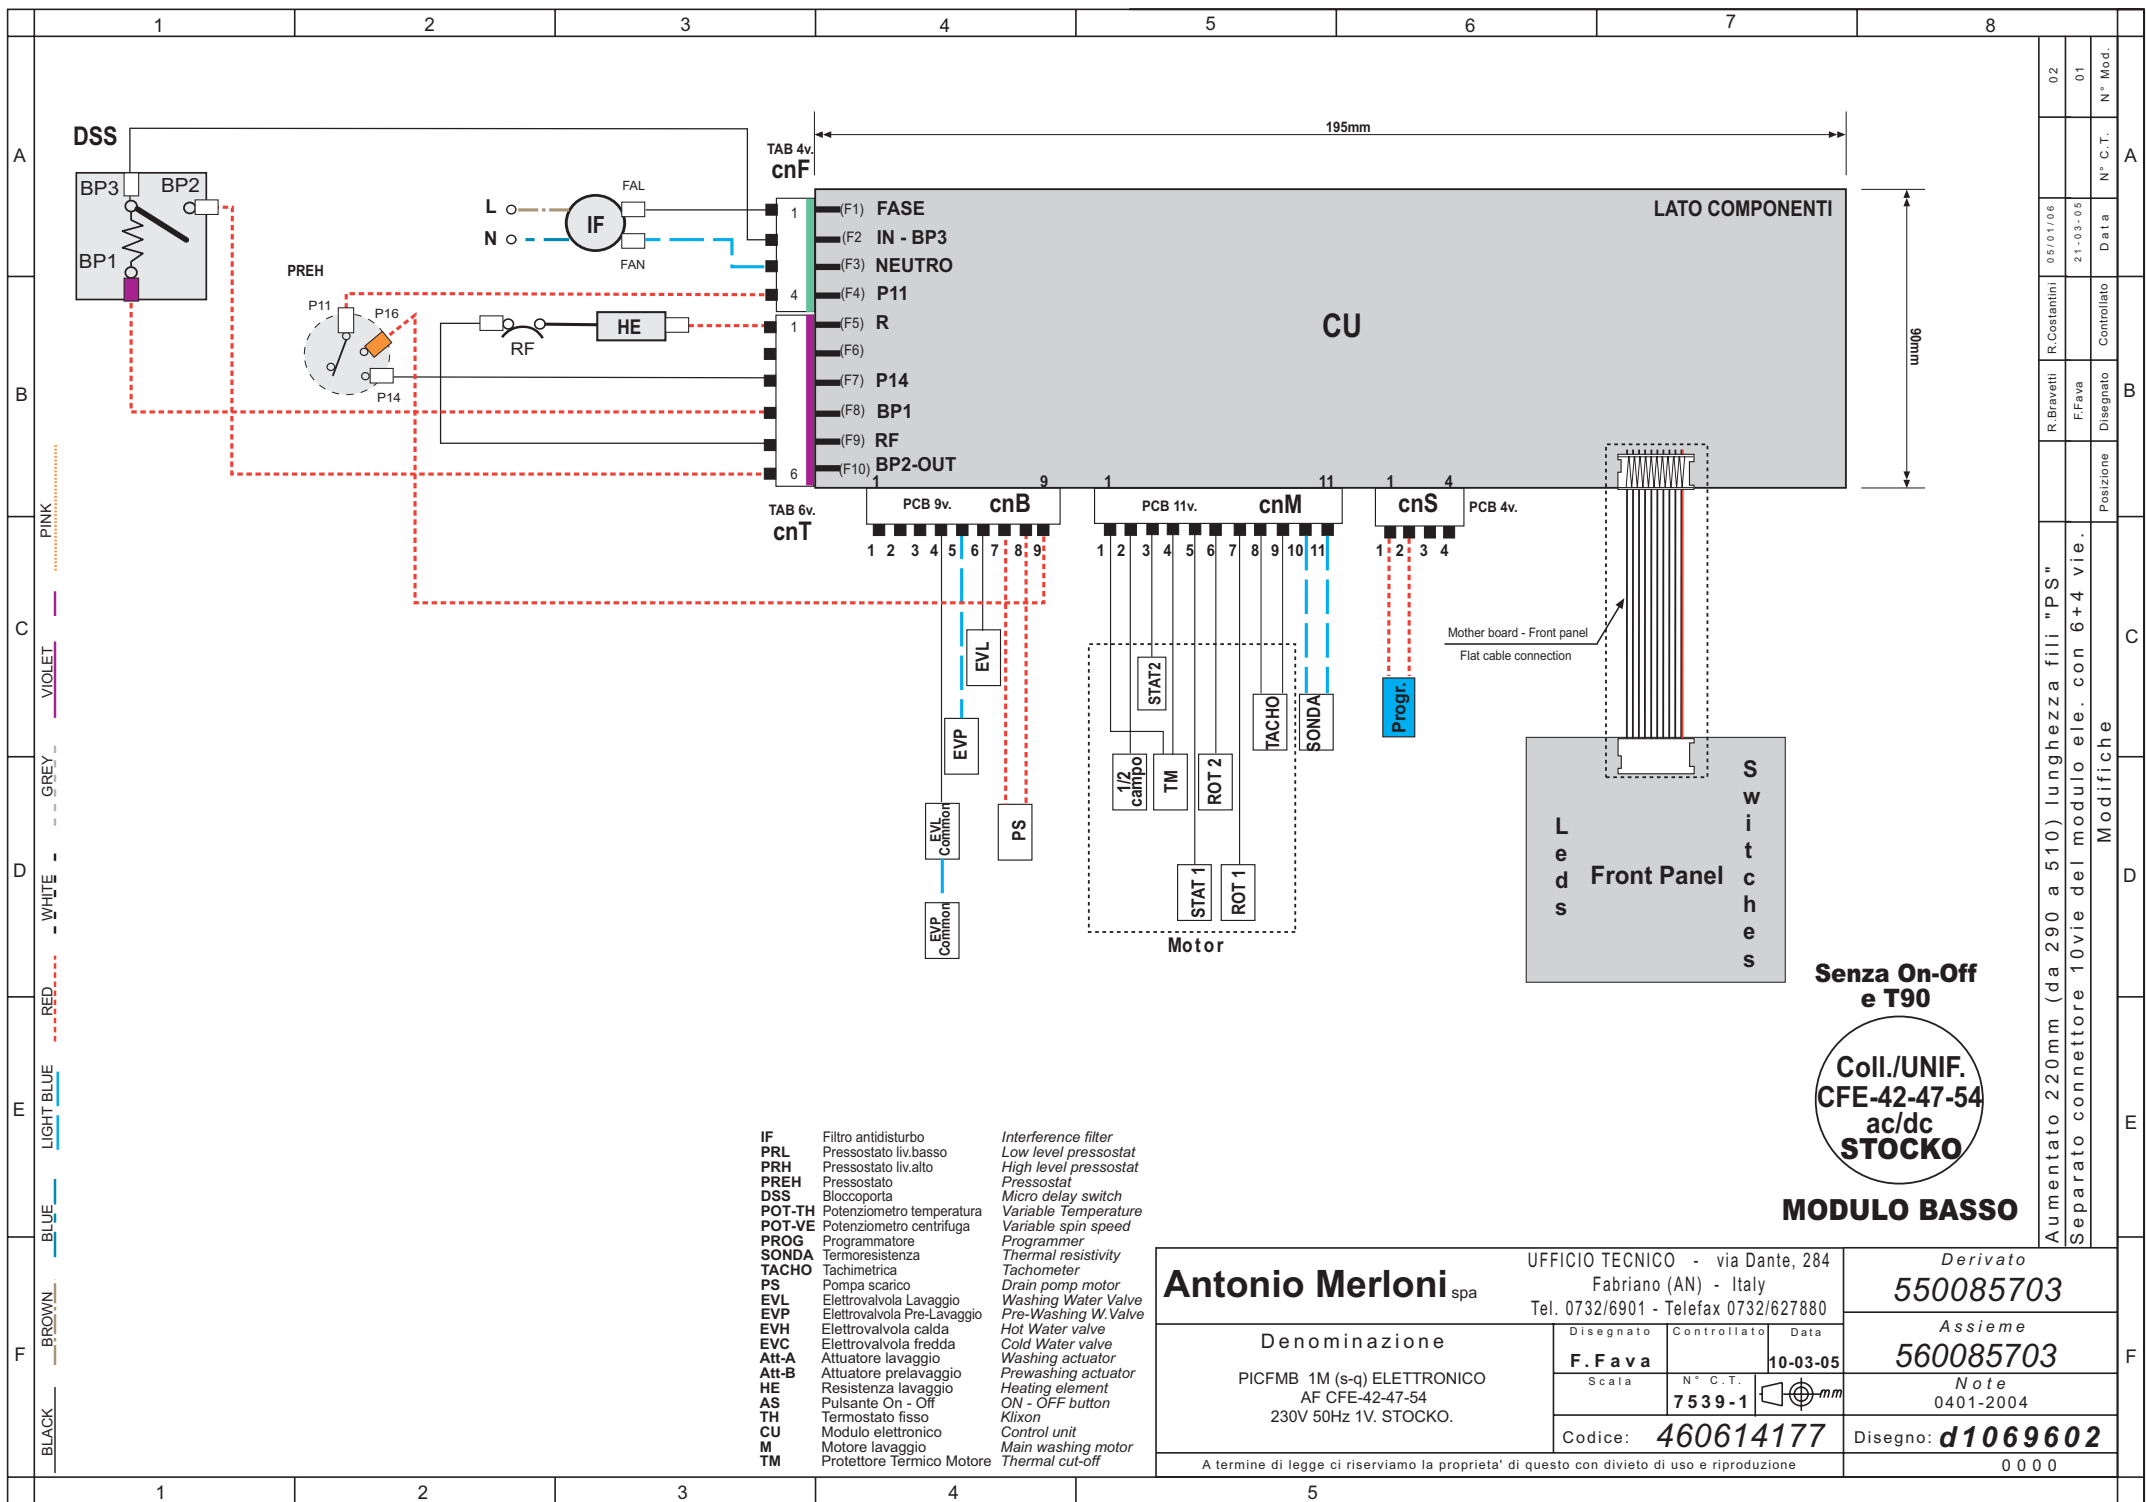 1 2 3 4 5 6 7 8
A
B
C
D
E
F
DSS
BP3
BP2
BP1
PREH
P11
P16
P14
L
N
IF
FAL
FAN
RF
HE
TAB 4v.
cnF
1
4
1
6
TAB 6v.
cnT
195mm
90mm
LATO COMPONENTI
CU
(F1) FASE
(F2 IN - BP3
(F3) NEUTRO
(F4) P11
(F5) R
(F6)
(F7) P14
(F8) BP1
(F9) RF
(F10) BP2-OUT
1 9
PCB 9v. cnB
1 2 3 4 5 6 7 8 9
1 11
PCB 11v. cnM
1 2 3 4 5 6 7 8 9 10 11
1 4
cnS PCB 4v.
1 2 3 4
EVL
EVP
EVL Common
EVP Common
PS
STAT2
1/2 campo
TM
ROT 2
STAT 1
ROT 1
TACHO
SONDA
Motor
Progr.
Mother board - Front panel
Flat cable connection
Leds
Front Panel
Switches
PINK
VIOLET
GREY
WHITE
RED
LIGHT BLUE
BLUE
BROWN
BLACK
Senza On-Off
e T90
Coll./UNIF.
CFE-42-47-54
ac/dc
STOCKO
MODULO BASSO
02 05/01/06 R.Costantini R.Bravetti Aumentato 220mm (da 290 a 510) lunghezza fili "PS"
01 21-03-05 F.Fava Separato connettore 10vie del modulo ele. con 6+4 vie.
N° Mod. N° C.T. Data Controllato Disegnato Posizione Modifiche
IF Filtro antidisturbo Interference filter
PRL Pressostato liv.basso Low level pressostat
PRH Pressostato liv.alto High level pressostat
PREH Pressostato Pressostat
DSS Bloccoporta Micro delay switch
POT-TH Potenziometro temperatura Variable Temperature
POT-VE Potenziometro centrifuga Variable spin speed
PROG Programmatore Programmer
SONDA Termoresistenza Thermal resistivity
TACHO Tachimetrica Tachometer
PS Pompa scarico Drain pump motor
EVL Elettrovalvola Lavaggio Washing Water Valve
EVP Elettrovalvola Pre-Lavaggio Pre-Washing W.Valve
EVH Elettrovalvola calda Hot Water valve
EVC Elettrovalvola fredda Cold Water valve
Att-A Attuatore lavaggio Washing actuator
Att-B Attuatore prelavaggio Prewashing actuator
HE Resistenza lavaggio Heating element
AS Pulsante On - Off ON - OFF button
TH Termostato fisso Klixon
CU Modulo elettronico Control unit
M Motore lavaggio Main washing motor
TM Protettore Termico Motore Thermal cut-off
Antonio Merloni spa
UFFICIO TECNICO - via Dante, 284
Fabriano (AN) - Italy
Tel. 0732/6901 - Telefax 0732/627880
Derivato
550085703
Denominazione
PICFMB 1M (s-q) ELETTRONICO
AF CFE-42-47-54
230V 50Hz 1V. STOCKO.
Disegnato Controllato Data
F.Fava 10-03-05
Assieme
560085703
Scala N° C.T.
7539-1 mm
Note
0401-2004
Codice: 460614177
Disegno: d1069602
A termine di legge ci riserviamo la proprieta' di questo con divieto di uso e riproduzione
0000
A
B
C
D
E
F
1 2 3 4 5